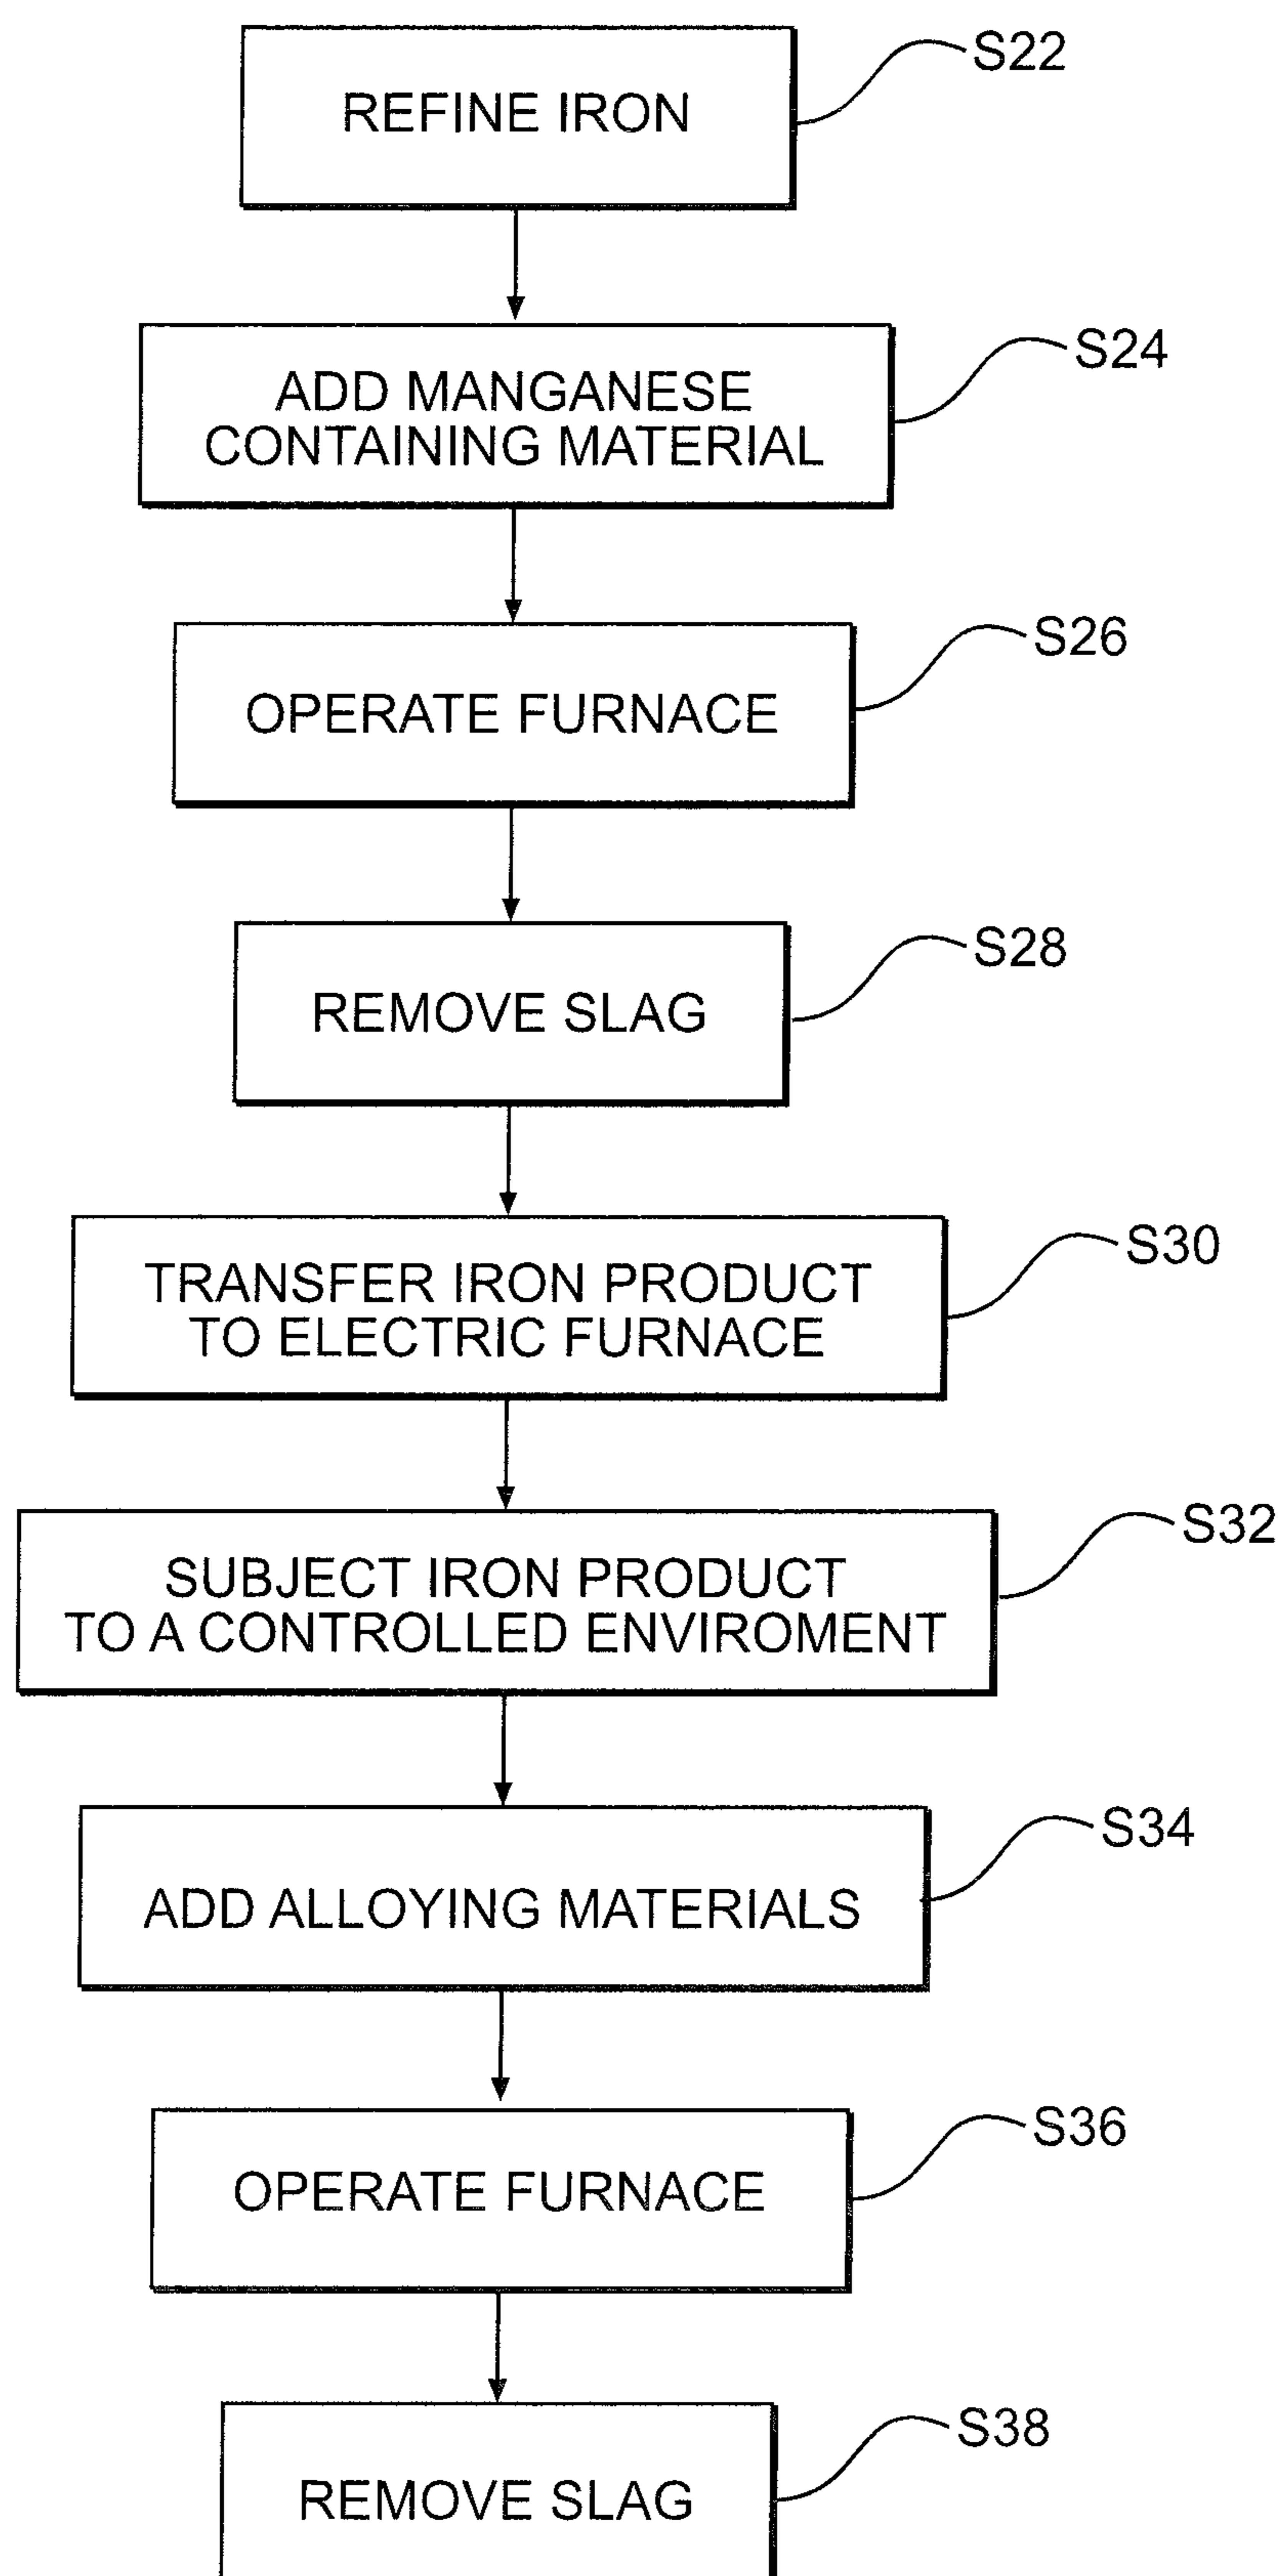 REFINE IRON
S22
ADD MANGANESE
CONTAINING MATERIAL
S24
OPERATE FURNACE
S26
REMOVE SLAG
S28
TRANSFER IRON PRODUCT
TO ELECTRIC FURNACE
S30
SUBJECT IRON PRODUCT
TO A CONTROLLED ENVIROMENT
S32
ADD ALLOYING MATERIALS
S34
OPERATE FURNACE
S36
REMOVE SLAG
S38